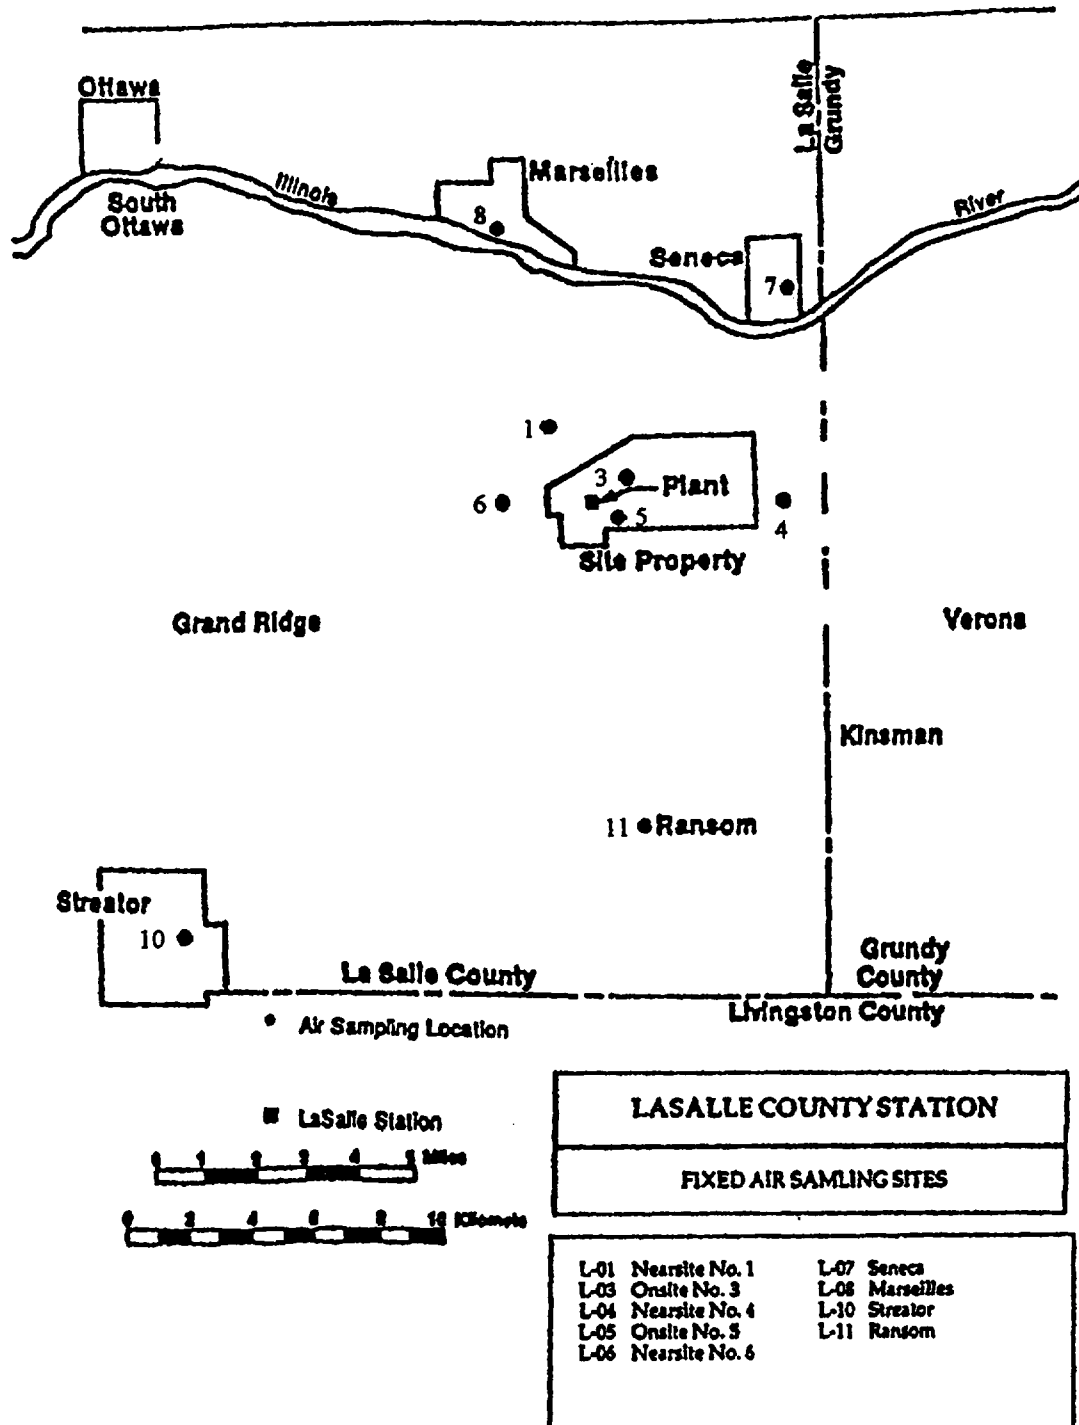 Ottawa
La Salle
Grundy
Marseilles
Illinois
South
Ottawa
8
River
Seneca
7
1
3
Plant
6
5
4
Site Property
Grand Ridge
Verona
Kinsman
11 Ransom
Streator
10
Grundy
County
La Salle County
Livingston County
Air Sampling Location
LaSalle Station
0 1 2 3 4 5 Miles
0 2 4 6 8 10
LASALLE COUNTY STATION
FIXED AIR SAMLING SITES
L-01 Nearsite No. 1
L-03 Onsite No. 3
L-04 Nearsite No. 4
L-05 Onsite No. 5
L-06 Nearsite No. 6
L-07 Seneca
L-08 Marseilles
L-10 Streator
L-11 Ransom